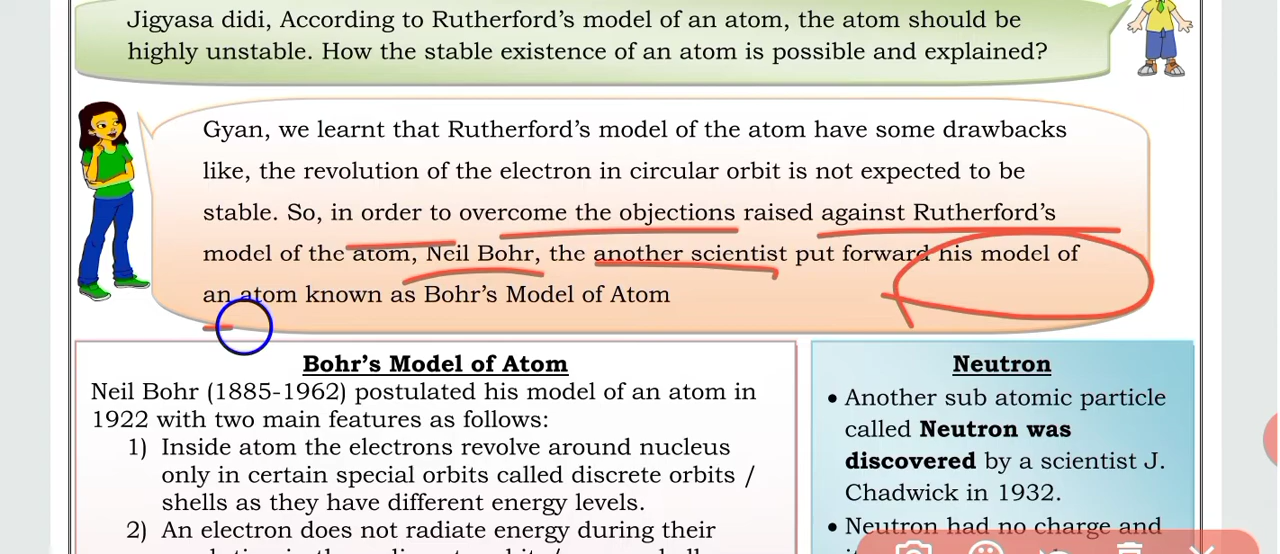 Jigyasa didi, According to Rutherford's model of an atom, the atom should be
highly unstable. How the stable existence of an atom is possible and explained?
Gyan, we learnt that Rutherford's model of the atom have some drawbacks
like, the revolution of the electron in circular orbit is not expected to be
stable. So, in order to overcome the objections raised against Rutherford's
model of the atom, Neil Bohr, the another scientist put forward his model of
an atom known as Bohr's Model of Atom
Bohr's Model of Atom
Neil Bohr (1885-1962) postulated his model of an atom in
1922 with two main features as follows:
1) Inside atom the electrons revolve around nucleus
only in certain special orbits called discrete orbits /
shells as they have different energy levels.
2) An electron does not radiate energy during their
Neutron
• Another sub atomic particle
called Neutron was
discovered by a scientist J.
Chadwick in 1932.
• Neutron had no charge and